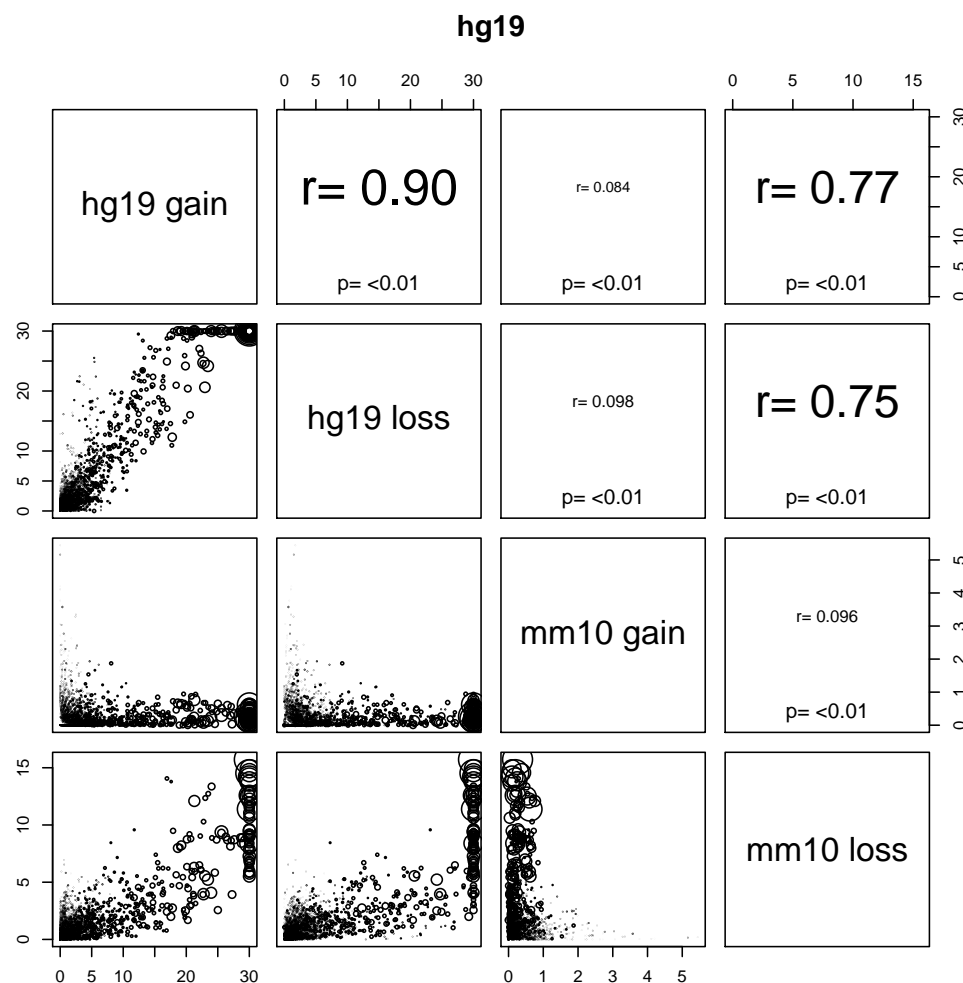 hg19
0 5 10 20 30
0 5 10 15
hg19 gain
r= 0.90
p= <0.01
r= 0.084
p= <0.01
r= 0.77
p= <0.01
0 5 10 20 30
0 5 10 20 30
hg19 loss
r= 0.098
p= <0.01
r= 0.75
p= <0.01
mm10 gain
r= 0.096
p= <0.01
0 1 2 3 4 5
0 5 10 15
mm10 loss
0 10 20 30
0 1 2 3 4 5